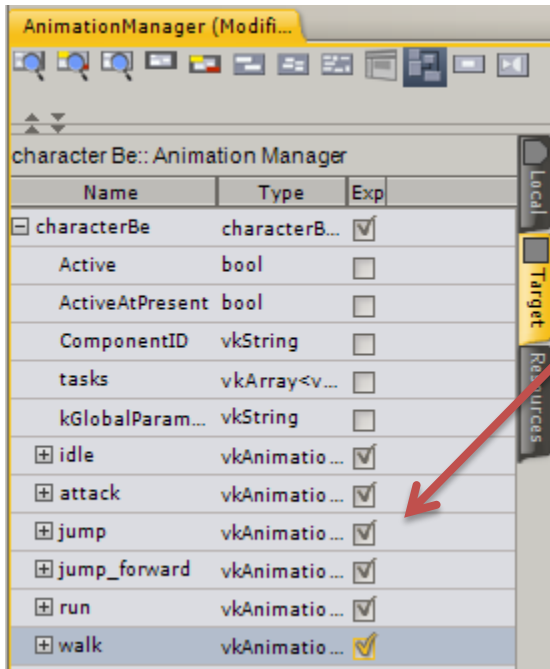 AnimationManager (Modifi...
character Be:: Animation Manager
Name Type Exp
characterBe characterB...
Active bool
ActiveAtPresent bool
ComponentID vkString
tasks vkArray<v...
kGlobalParam... vkString
idle vkAnimatio ...
attack vkAnimatio ...
jump vkAnimatio ...
jump_forward vkAnimatio ...
run vkAnimatio ...
walk vkAnimatio ...
Local
Target
Resources